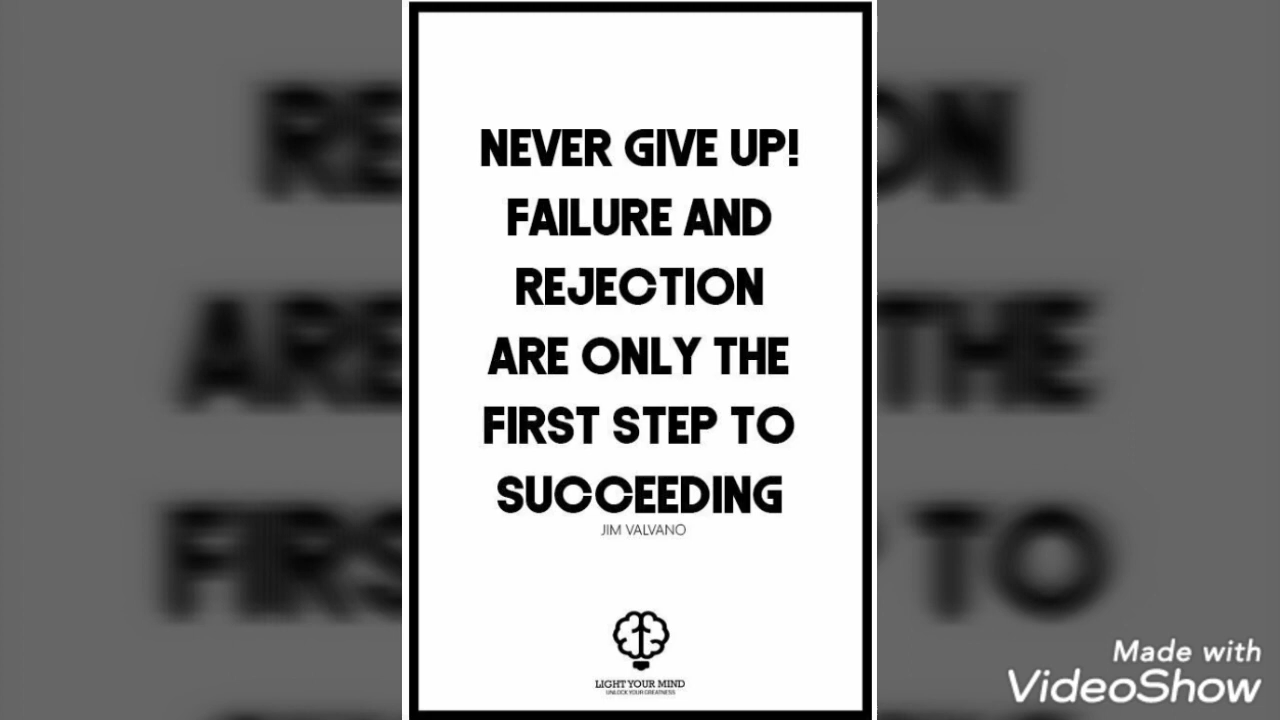 NEVER GIVE UP!
FAILURE AND
REJECTION
ARE ONLY THE
FIRST STEP TO
SUCCEEDING
JIM VALVANO
LIGHT YOUR MIND
UNLOCK YOUR GREATNESS
Made with
VideoShow